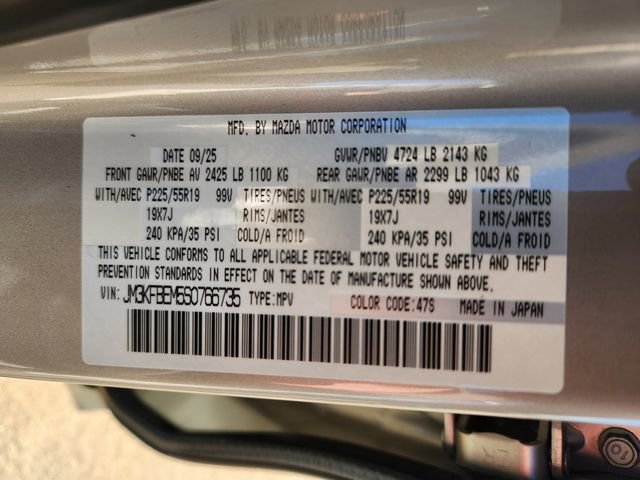 MFD. BY MAZDA MOTOR CORPORATION
DATE 09/25 GVWR/PNBV 4724 LB 2143 KG
FRONT GAWR/PNBE AV 2425 LB 1100 KG REAR GAWR/PNBE AR 2299 LB 1043 KG
WITH/AVEC P225/55R19 99V TIRES/PNEUS WITH/AVEC P225/55R19 99V TIRES/PNEUS
19X7J RIMS/JANTES 19X7J RIMS/JANTES
240 KPA/35 PSI COLD/A FROID 240 KPA/35 PSI COLD/A FROID
THIS VEHICLE CONFORMS TO ALL APPLICABLE FEDERAL MOTOR VEHICLE SAFETY AND THEFT
PREVENTION STANDARDS IN EFFECT ON THE DATE OF MANUFACTURE SHOWN ABOVE.
VIN: JM3KFBEM6S0766736 TYPE:MPV COLOR CODE:47S MADE IN JAPAN